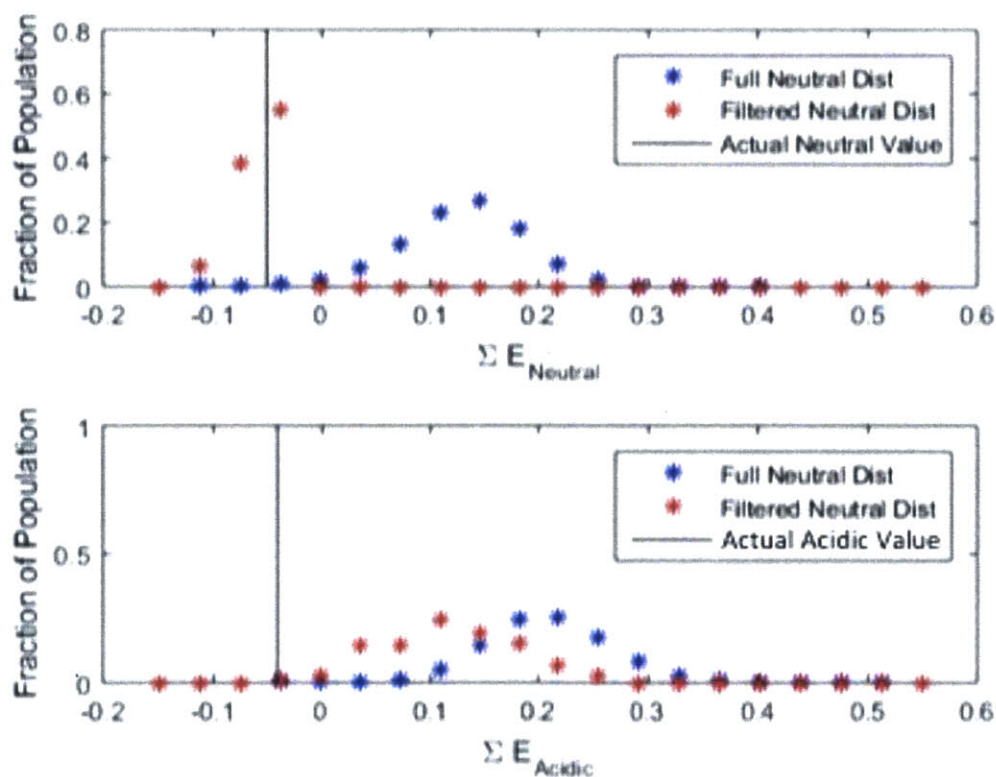 0.8
0.6
0.4
0.2
0
Fraction of Population
Full Neutral Dist
Filtered Neutral Dist
Actual Neutral Value
-0.2 -0.1 0 0.1 0.2 0.3 0.4 0.5 0.6
Σ E Neutral
1
0.5
0
Fraction of Population
Full Neutral Dist
Filtered Neutral Dist
Actual Acidic Value
-0.2 -0.1 0 0.1 0.2 0.3 0.4 0.5 0.6
Σ E Acidic